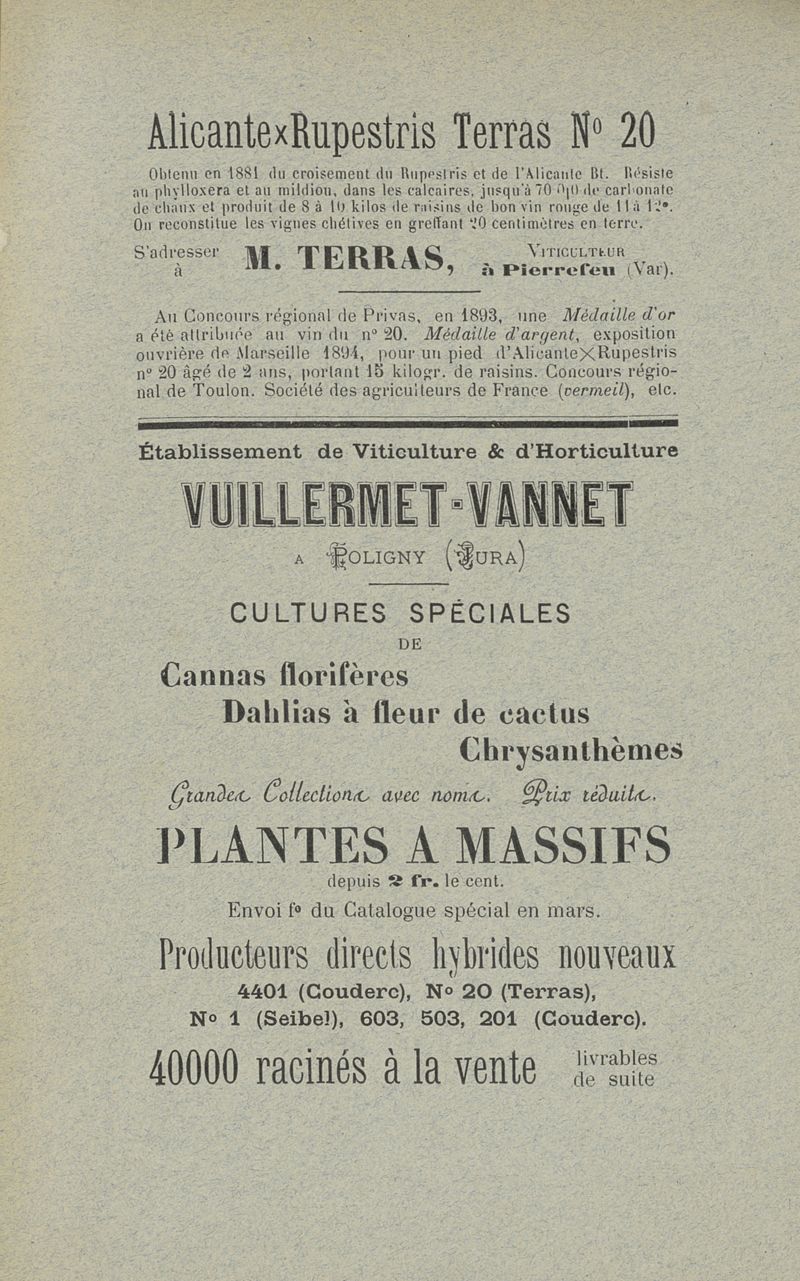 Alicante×Rupestris Terras Nº 20
Obtenu en 1881 du croisement du Rupestris et de l'Alicante Bt. Résiste
au phylloxera et au mildiou, dans les calcaires, jusqu'à 70 0|0 de carbonate
de chaux et produit de 8 à 10 kilos de raisins de bon vin rouge de 11 à 12°.
On reconstitue les vignes chétives en greffant 20 centimètres en terre.
S'adresser à M. TERRAS, VITICULTEUR à Pierrefeu (Var).
Au Concours régional de Privas, en 1893, une Médaille d'or
a été attribuée au vin du nº 20. Médaille d'argent, exposition
ouvrière de Marseille 1894, pour un pied d'Alicante×Rupestris
nº 20 âgé de 2 ans, portant 15 kilogr. de raisins. Concours régio-
nal de Toulon. Société des agriculteurs de France (vermeil), etc.
Établissement de Viticulture & d'Horticulture
VUILLERMET-VANNET
A POLIGNY (JURA)
CULTURES SPÉCIALES
DE
Cannas florifères
Dahlias à fleur de cactus
Chrysanthèmes
Grandes Collections avec noms. Prix réduits.
PLANTES A MASSIFS
depuis 2 fr. le cent.
Envoi fº du Catalogue spécial en mars.
Producteurs directs hybrides nouveaux
4401 (Couderc), Nº 20 (Terras),
Nº 1 (Seibel), 603, 503, 201 (Couderc).
40000 racinés à la vente livrables de suite